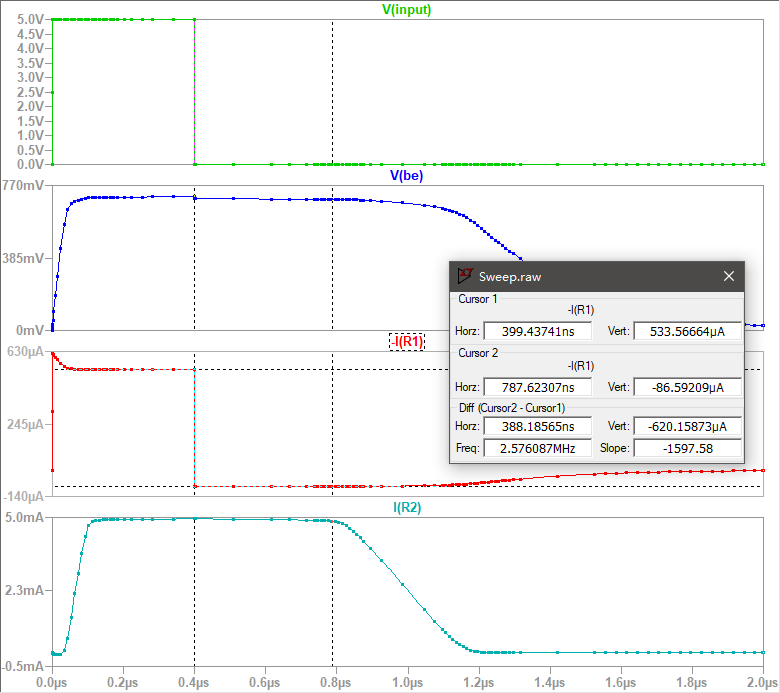 V(input)
5.0V
4.5V
4.0V
3.5V
3.0V
2.5V
2.0V
1.5V
1.0V
0.5V
0.0V
V(be)
770mV
385mV
0mV
Sweep.raw
Cursor 1
-I(R1)
Horz: 399.43741ns Vert: 533.56664µA
Cursor 2
-I(R1)
Horz: 787.62307ns Vert: -86.59209µA
Diff (Cursor2 - Cursor1)
Horz: 388.18565ns Vert: -620.15873µA
Freq: 2.576087MHz Slope: -1597.58
-I(R1)
630µA
245µA
-140µA
I(R2)
5.0mA
2.3mA
-0.5mA
0.0µs 0.2µs 0.4µs 0.6µs 0.8µs 1.0µs 1.2µs 1.4µs 1.6µs 1.8µs 2.0µs